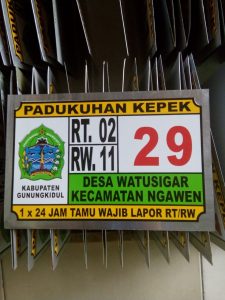 PADUKUHAN KEPEK
RT. 02
RW. 11
29
KABUPATEN
GUNUNGKIDUL
DESA WATUSIGAR
KECAMATAN NGAWEN
1 x 24 JAM TAMU WAJIB LAPOR RT/RW